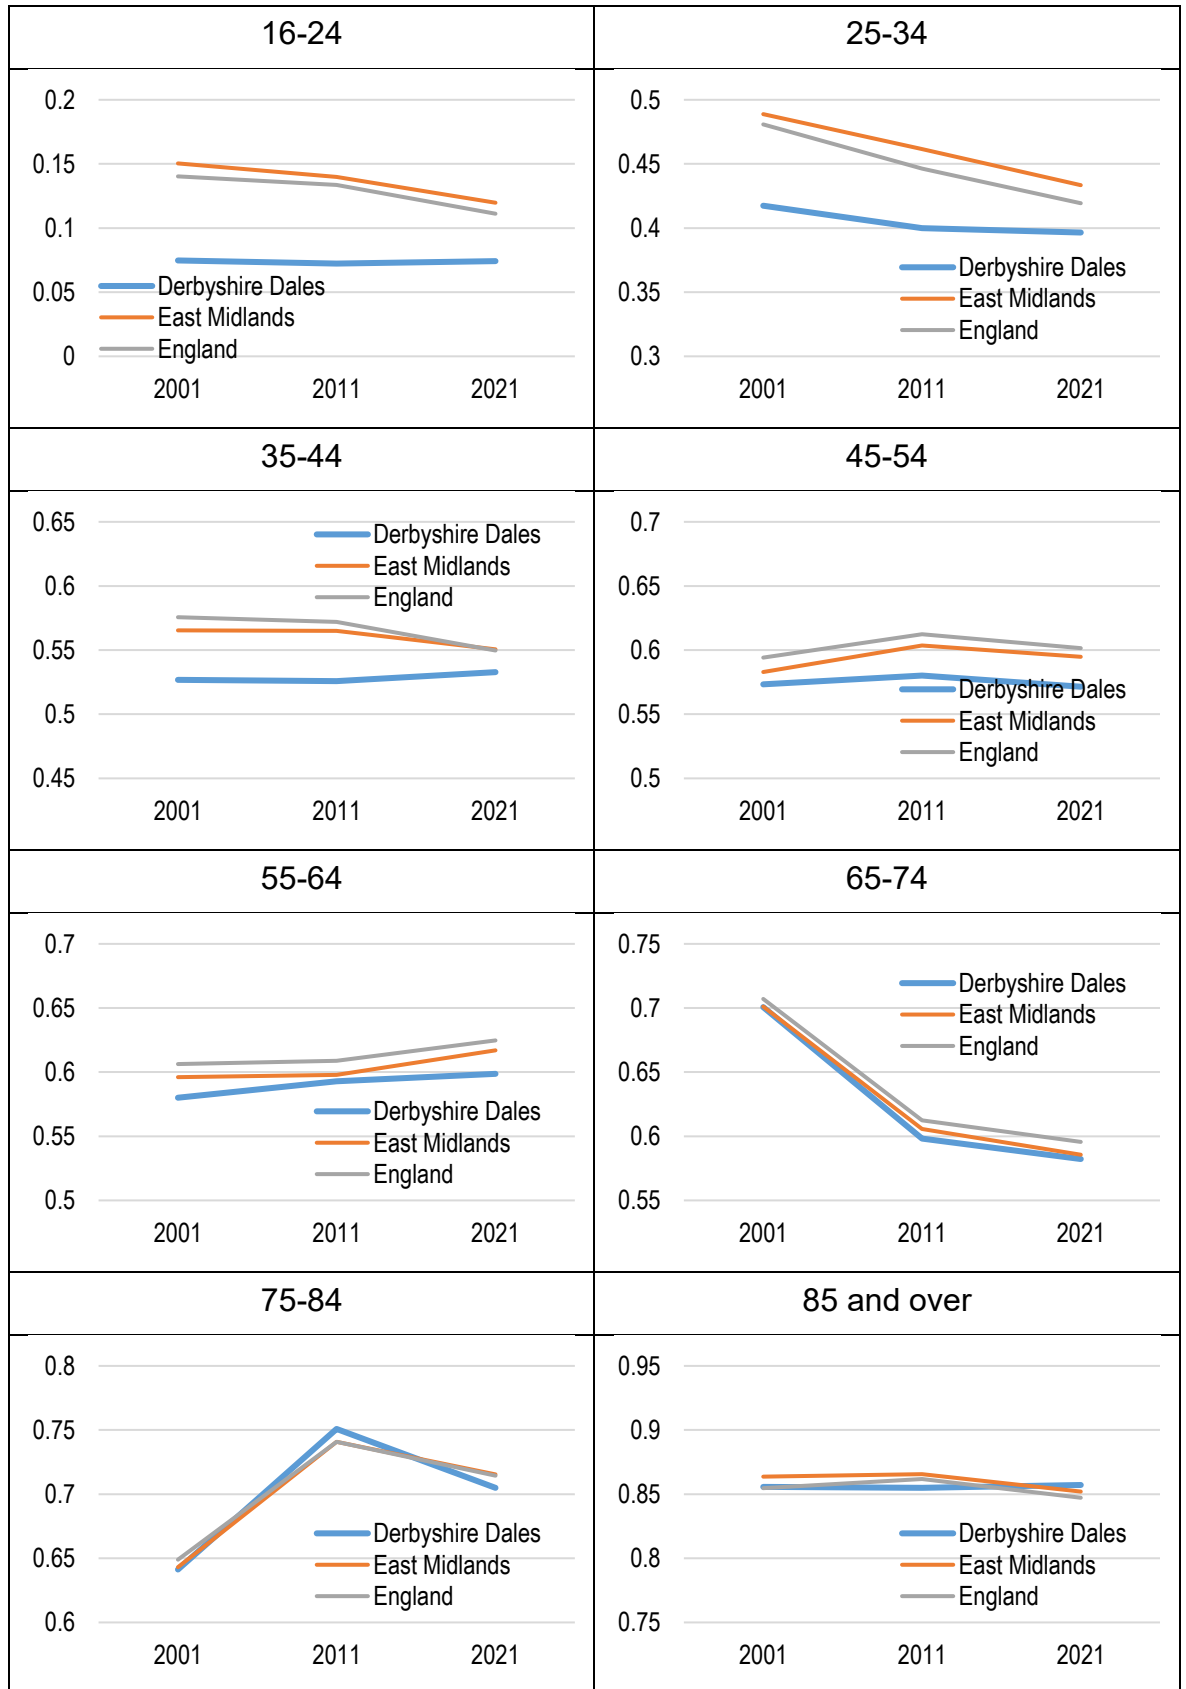 16-24
0.2
0.15
0.1
0.05
0
Derbyshire Dales
East Midlands
England
2001 2011 2021
25-34
0.5
0.45
0.4
0.35
0.3
Derbyshire Dales
East Midlands
England
2001 2011 2021
35-44
0.65
0.6
0.55
0.5
0.45
Derbyshire Dales
East Midlands
England
2001 2011 2021
45-54
0.7
0.65
0.6
0.55
0.5
Derbyshire Dales
East Midlands
England
2001 2011 2021
55-64
0.7
0.65
0.6
0.55
0.5
Derbyshire Dales
East Midlands
England
2001 2011 2021
65-74
0.75
0.7
0.65
0.6
0.55
Derbyshire Dales
East Midlands
England
2001 2011 2021
75-84
0.8
0.75
0.7
0.65
0.6
Derbyshire Dales
East Midlands
England
2001 2011 2021
85 and over
0.95
0.9
0.85
0.8
0.75
Derbyshire Dales
East Midlands
England
2001 2011 2021